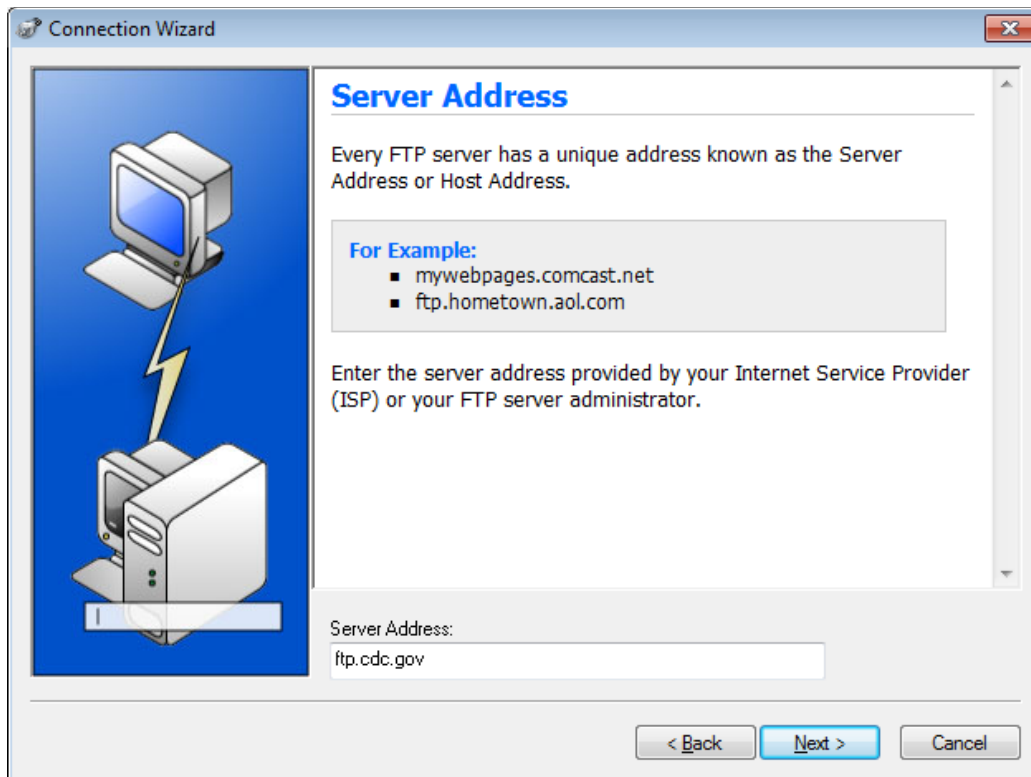 Connection Wizard
Server Address
Every FTP server has a unique address known as the Server
Address or Host Address.
For Example:
▪ mywebpages.comcast.net
▪ ftp.hometown.aol.com
Enter the server address provided by your Internet Service Provider
(ISP) or your FTP server administrator.
Server Address:
ftp.cdc.gov
< Back Next > Cancel